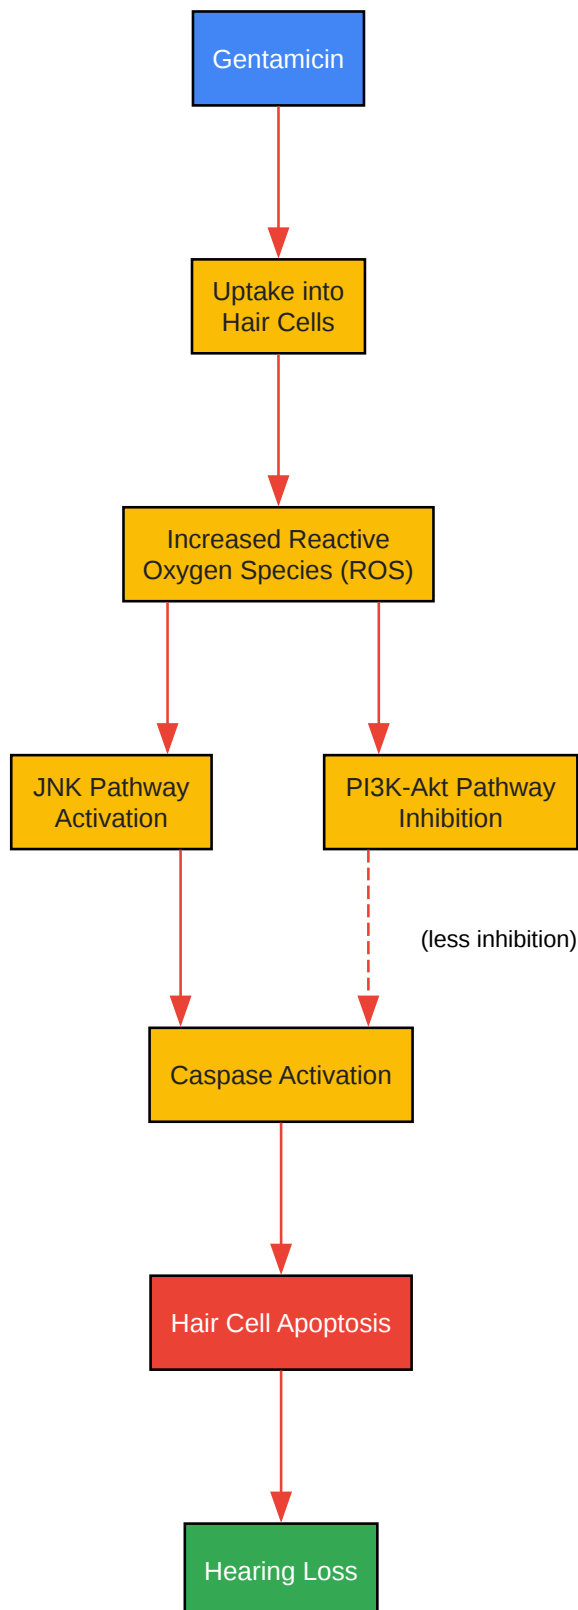 Gentamicin
Uptake into
Hair Cells
Increased Reactive
Oxygen Species (ROS)
JNK Pathway
Activation
PI3K-Akt Pathway
Inhibition
(less inhibition)
Caspase Activation
Hair Cell Apoptosis
Hearing Loss